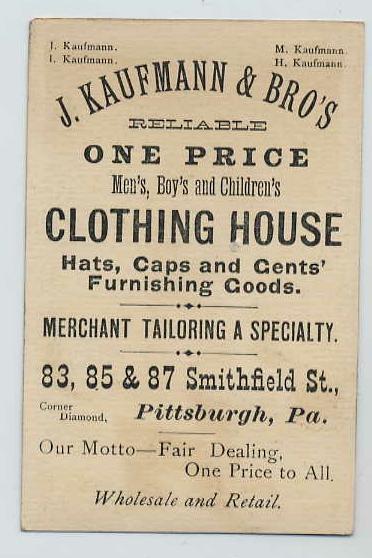 J. Kaufmann.
I. Kaufmann.
M. Kaufmann.
H. Kaufmann.
J. KAUFMANN & BRO'S
RELIABLE
ONE PRICE
Men's, Boy's and Children's
CLOTHING HOUSE
Hats, Caps and Gents'
Furnishing Goods.
MERCHANT TAILORING A SPECIALTY.
83, 85 & 87 Smithfield St.,
Corner
Diamond,
Pittsburgh, Pa.
Our Motto—Fair Dealing,
One Price to All.
Wholesale and Retail.